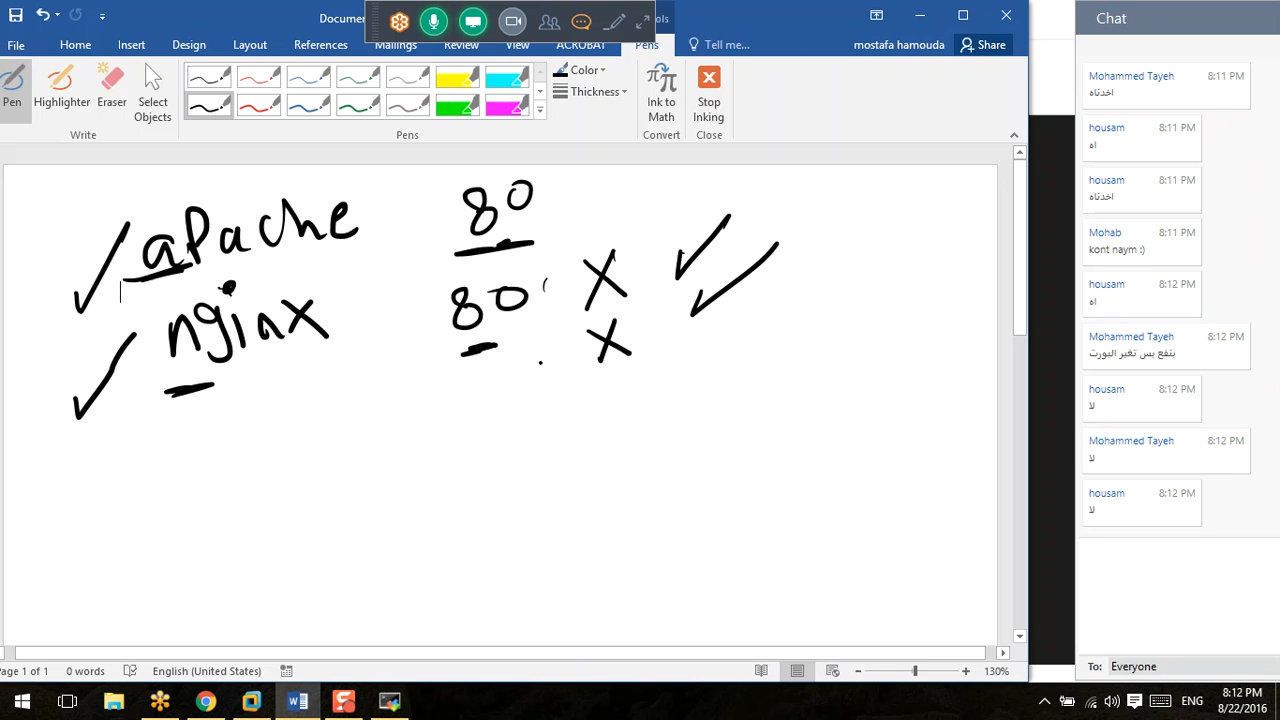 Documen
ols
File
Home
Insert
Design
Layout
References
Mailings
Review
View
ACROBAT
Pens
Tell me...
mostafa hamouda
Share
Pen
Highlighter
Eraser
Select Objects
Write
Pens
Color
Thickness
Ink to Math
Convert
Stop Inking
Close
apache 80
nginx 80
Page 1 of 1
0 words
English (United States)
130%
Chat
Mohammed Tayeh 8:11 PM
اخدناه
housam 8:11 PM
اه
housam 8:11 PM
اخدناه
Mohab 8:11 PM
kont naym :)
housam 8:12 PM
اه
Mohammed Tayeh 8:12 PM
بنفع بس تغير البورت
housam 8:12 PM
لا
Mohammed Tayeh 8:12 PM
لا
housam 8:12 PM
لا
To: Everyone
ENG
8:12 PM
8/22/2016